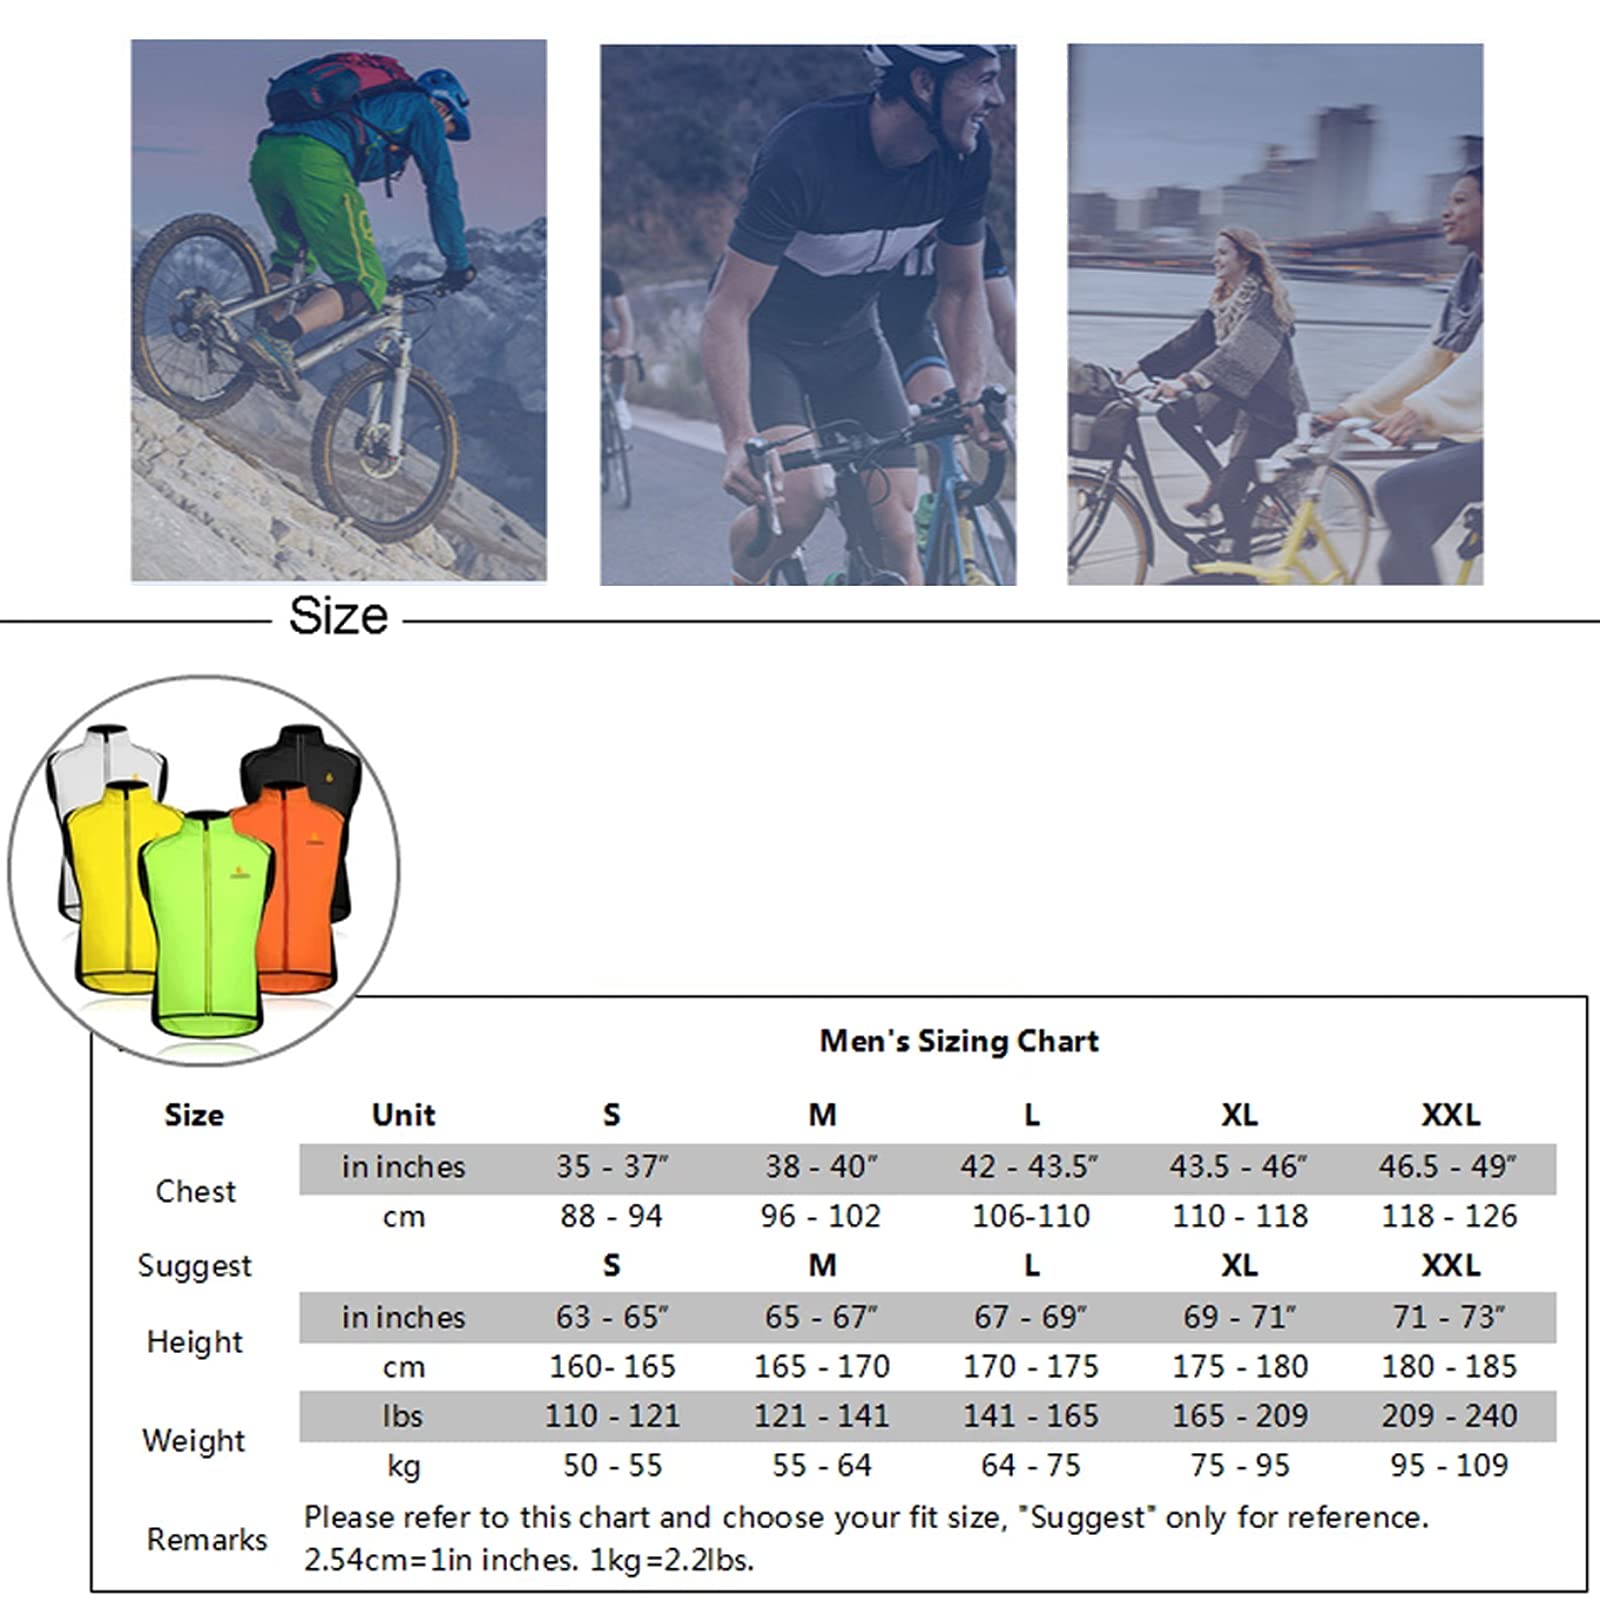 Size
Men's Sizing Chart
Size Unit S M L XL XXL
Chest
in inches 35 - 37″ 38 - 40″ 42 - 43.5″ 43.5 - 46″ 46.5 - 49″
cm 88 - 94 96 - 102 106-110 110 - 118 118 - 126
Suggest S M L XL XXL
Height
in inches 63 - 65″ 65 - 67″ 67 - 69″ 69 - 71″ 71 - 73″
cm 160- 165 165 - 170 170 - 175 175 - 180 180 - 185
Weight
lbs 110 - 121 121 - 141 141 - 165 165 - 209 209 - 240
kg 50 - 55 55 - 64 64 - 75 75 - 95 95 - 109
Remarks
Please refer to this chart and choose your fit size, "Suggest" only for reference.
2.54cm=1in inches. 1kg=2.2lbs.